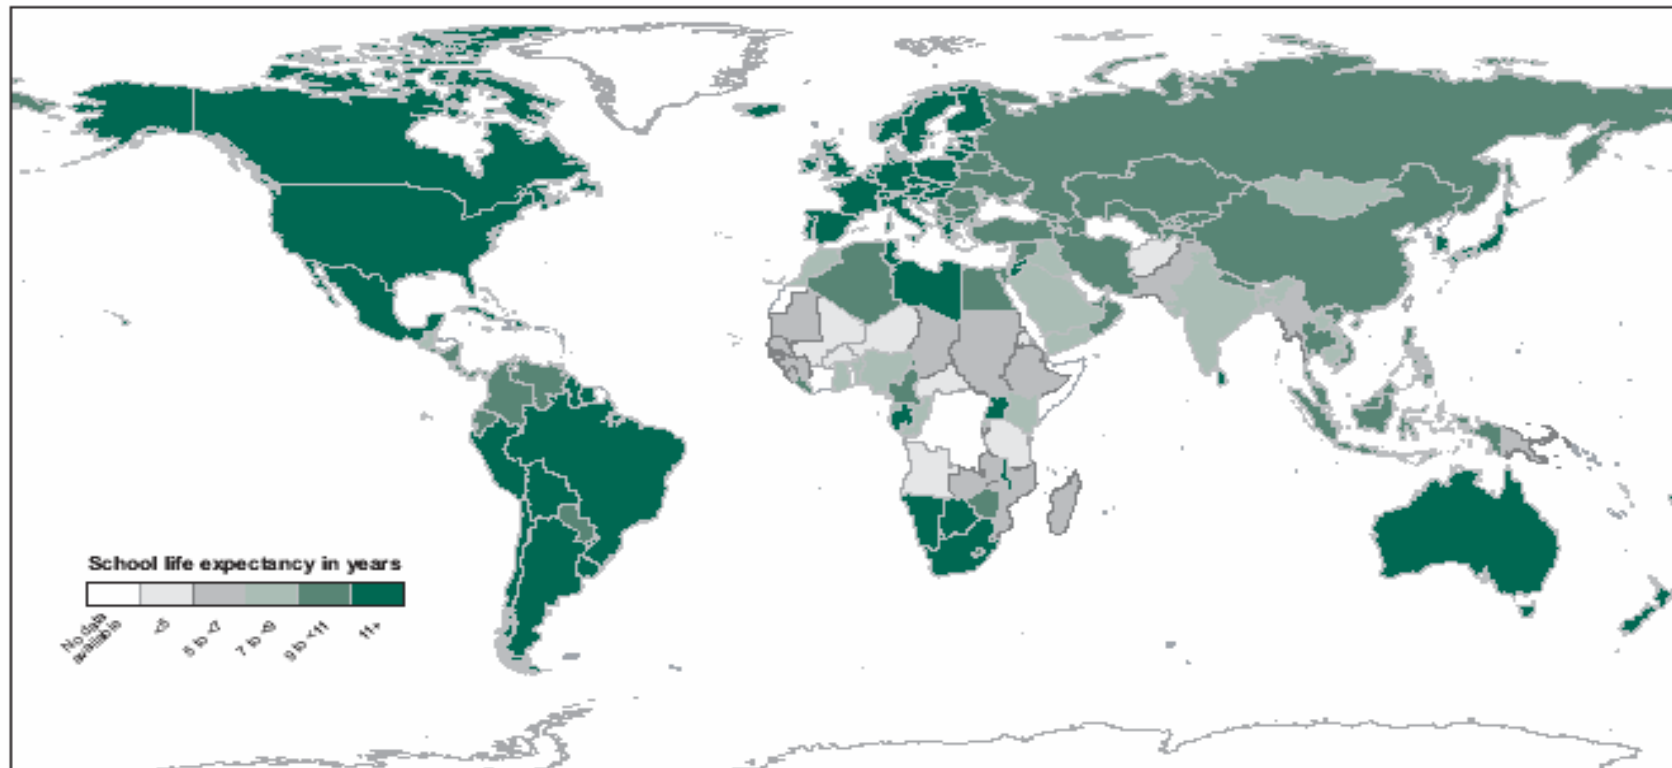 School life expectancy in years
No data
available
<5
5 to <7
7 to <9
9 to <11
11+